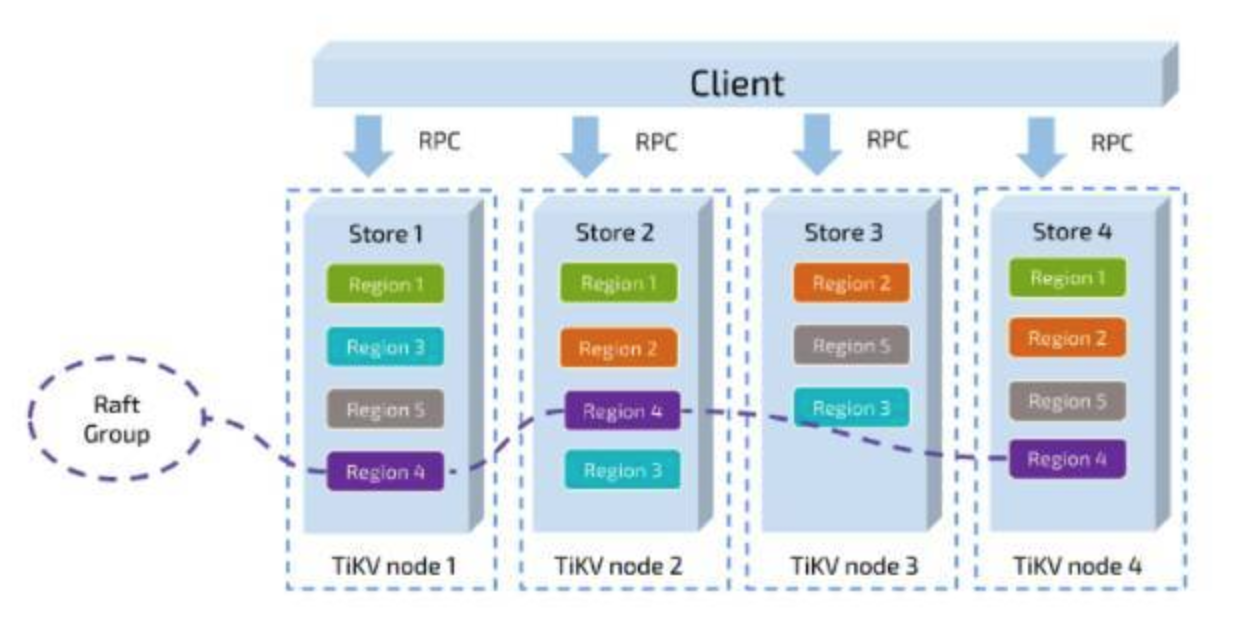 Client
RPC
RPC
RPC
RPC
Store 1
Region 1
Region 3
Region 5
Region 4
TiKV node 1
Store 2
Region 1
Region 2
Region 4
Region 3
TiKV node 2
Store 3
Region 2
Region 5
Region 3
TiKV node 3
Store 4
Region 1
Region 2
Region 5
Region 4
TiKV node 4
Raft
Group